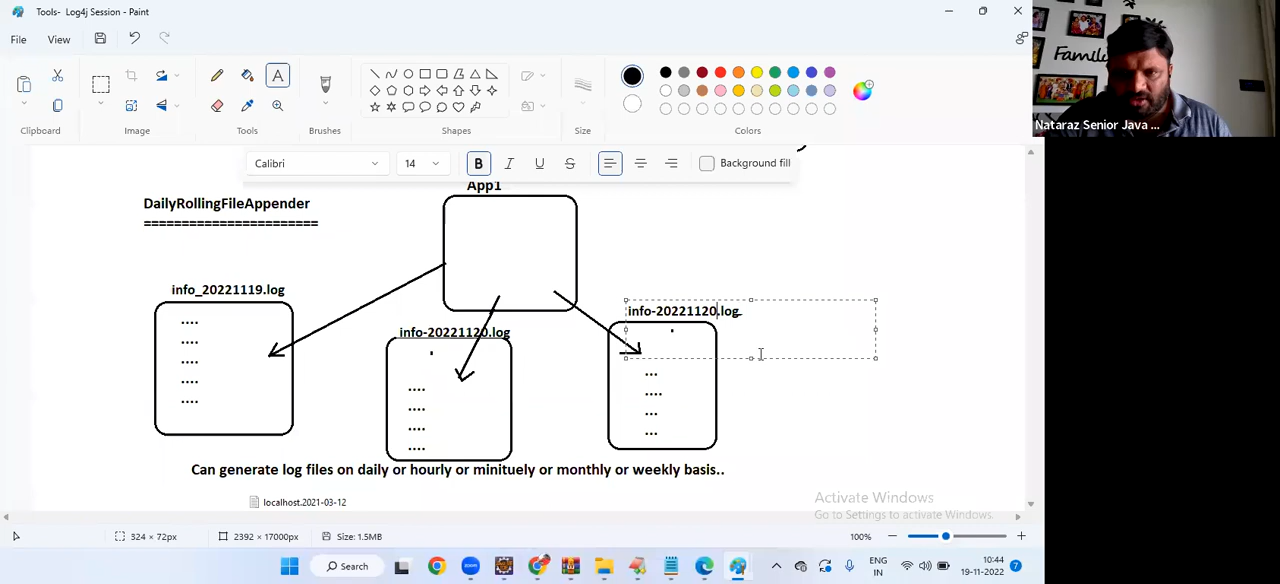 Tools- Log4j Session - Paint
File View
Clipboard Image Tools Brushes Shapes Size Colors
Calibri 14 B I U S Background fill
Family
Nataraz Senior Java ...
App1
DailyRollingFileAppender
=======================
info_20221119.log
info-20221120.log
info-20221120.log
....
....
....
....
....
....
....
....
....
...
....
...
...
Can generate log files on daily or hourly or minituely or monthly or weekly basis..
localhost.2021-03-12
Activate Windows
Go to Settings to activate Windows.
324 × 72px 2392 × 17000px Size: 1.5MB 100%
Search ENG IN 10:44 19-11-2022 7